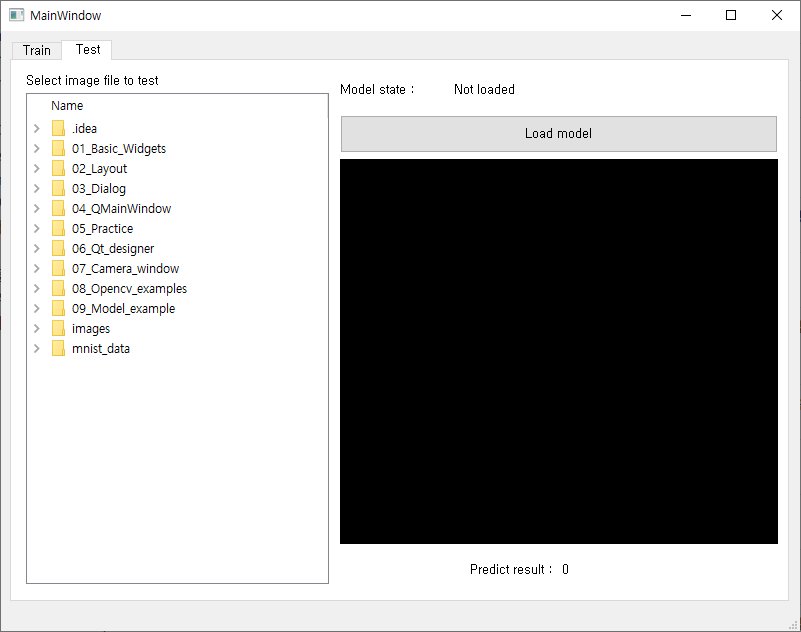 MainWindow
Train
Test
Select image file to test
Name
.idea
01_Basic_Widgets
02_Layout
03_Dialog
04_QMainWindow
05_Practice
06_Qt_designer
07_Camera_window
08_Opencv_examples
09_Model_example
images
mnist_data
Model state : Not loaded
Load model
Predict result : 0